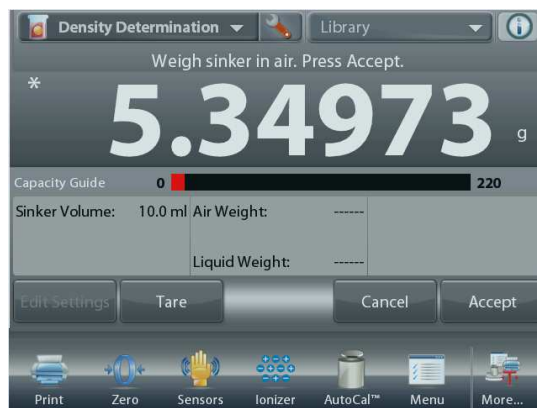 Density Determination Library
Weigh sinker in air. Press Accept.
* 5.34973 g
Capacity Guide 0 220
Sinker Volume: 10.0 ml Air Weight: ------
Liquid Weight: ------
Edit Settings Tare Cancel Accept
Print Zero Sensors Ionizer AutoCal™ Menu More...